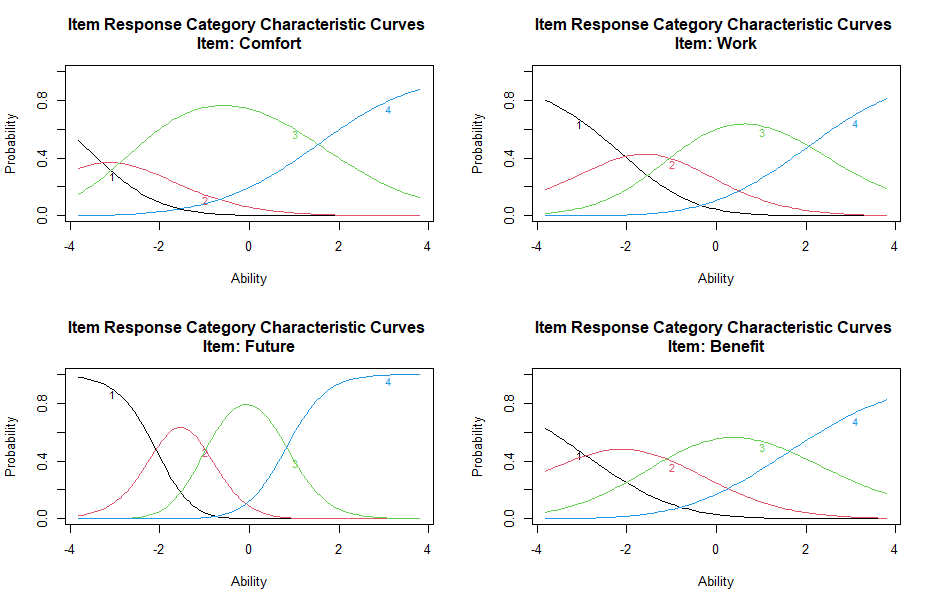 Item Response Category Characteristic Curves
Item: Comfort
Probability
0.0 0.4 0.8
1 2 3 4
-4 -2 0 2 4
Ability
Item Response Category Characteristic Curves
Item: Work
Probability
0.0 0.4 0.8
1 2 3 4
-4 -2 0 2 4
Ability
Item Response Category Characteristic Curves
Item: Future
Probability
0.0 0.4 0.8
1 2 3 4
-4 -2 0 2 4
Ability
Item Response Category Characteristic Curves
Item: Benefit
Probability
0.0 0.4 0.8
1 2 3 4
-4 -2 0 2 4
Ability